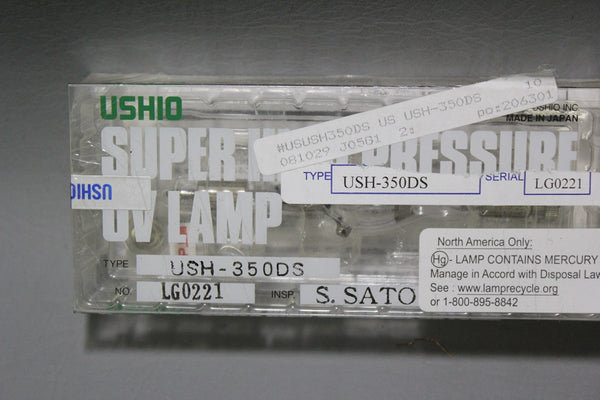 USHIO
#USUSH350DS US USH-350DS 10
081029 J05G1 2: po:206301
USHIO INC
MADE IN JAPAN
SUPER PRESSURE
TYPE USH-350DS SERIAL LG0221
USHIO
UV LAMP
TYPE USH-350DS
NO. LG0221 INSP. S. SATO
North America Only:
Hg - LAMP CONTAINS MERCURY
Manage in Accord with Disposal Law
See : www.lamprecycle.org
or 1-800-895-8842